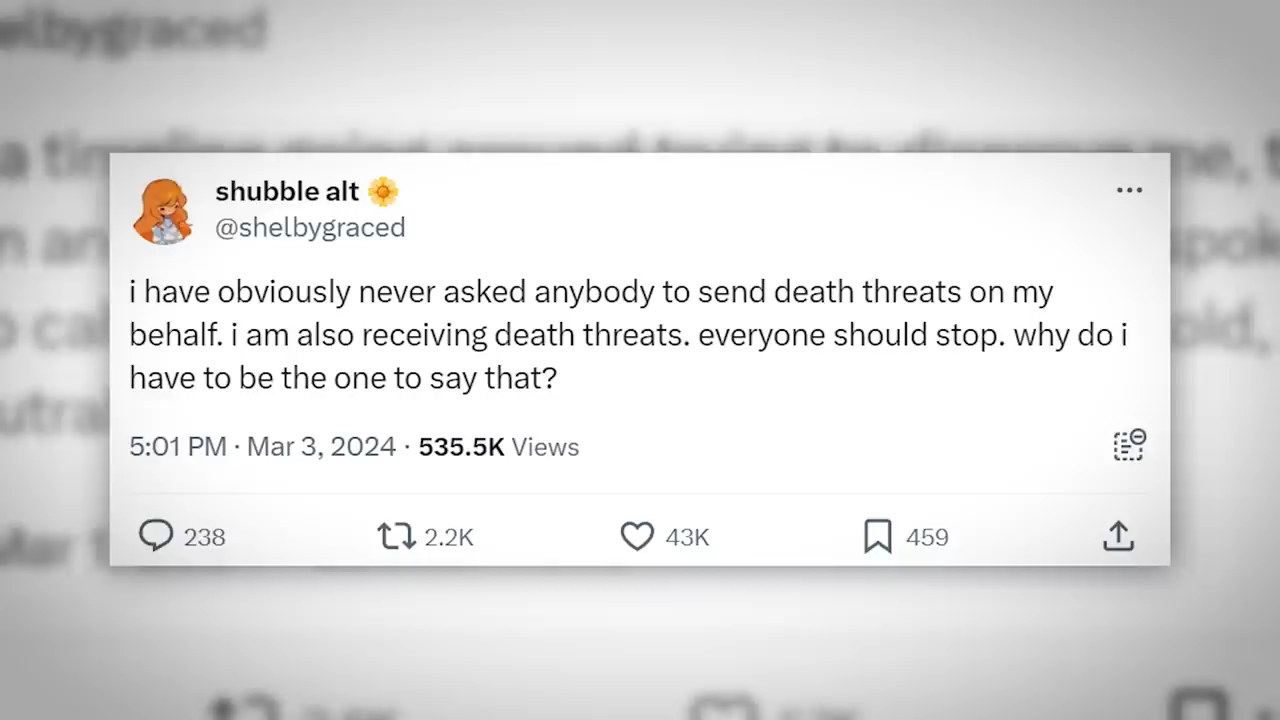 elbygraced
shubble alt
@shelbygraced
i have obviously never asked anybody to send death threats on my
behalf. i am also receiving death threats. everyone should stop. why do i
have to be the one to say that?
5:01 PM · Mar 3, 2024 · 535.5K Views
238 2.2K 43K 459